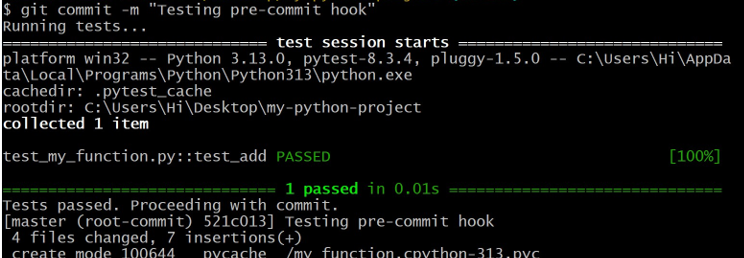 $ git commit -m "Testing pre-commit hook"
Running tests...
============================= test session starts =============================
platform win32 -- Python 3.13.0, pytest-8.3.4, pluggy-1.5.0 -- C:\Users\Hi\AppDa
ta\Local\Programs\Python\Python313\python.exe
cachedir: .pytest_cache
rootdir: C:\Users\Hi\Desktop\my-python-project
collected 1 item
test_my_function.py::test_add PASSED [100%]
============================== 1 passed in 0.01s ==============================
Tests passed. Proceeding with commit.
[master (root-commit) 521c013] Testing pre-commit hook
4 files changed, 7 insertions(+)
create mode 100644 __pycache__/my_function.cpython-313.pyc